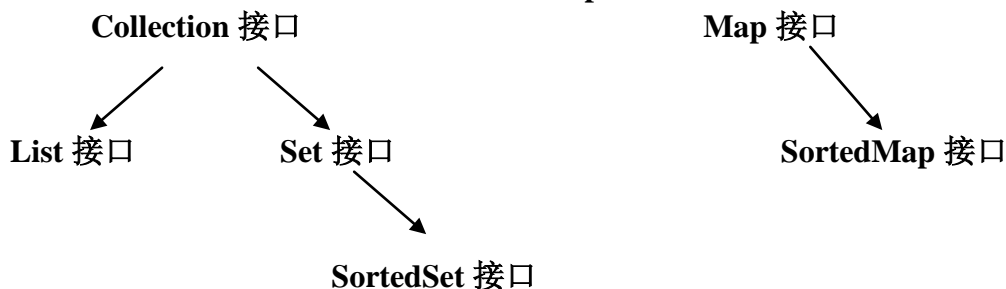 Collection 接口
Map 接口
List 接口
Set 接口
SortedMap 接口
SortedSet 接口